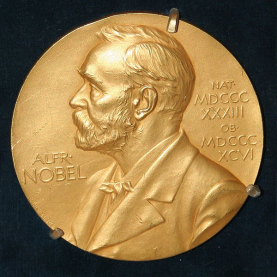 ALFR·
NOBEL
NAT·
MDCCC
XXXIII
OB·
MDCCC
XCVI